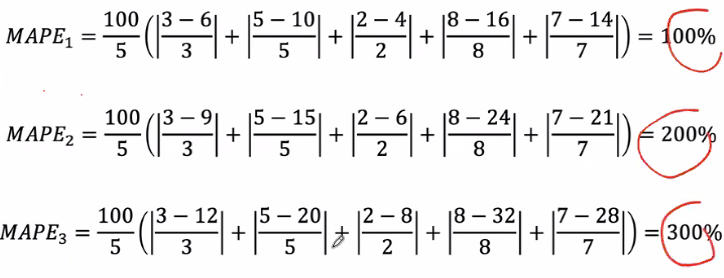 MAPE₁ = 100/5 (|3 − 6/3| + |5 − 10/5| + |2 − 4/2| + |8 − 16/8| + |7 − 14/7|) = 100%
MAPE₂ = 100/5 (|3 − 9/3| + |5 − 15/5| + |2 − 6/2| + |8 − 24/8| + |7 − 21/7|) = 200%
MAPE₃ = 100/5 (|3 − 12/3| + |5 − 20/5| + |2 − 8/2| + |8 − 32/8| + |7 − 28/7|) = 300%